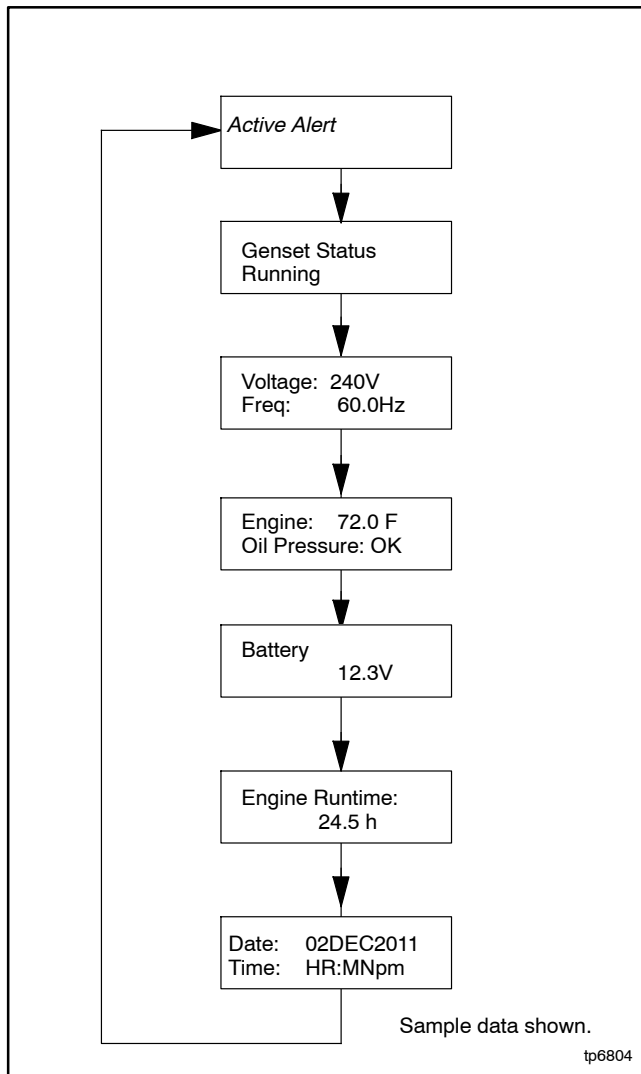 Active Alert
Genset Status
Running
Voltage: 240V
Freq: 60.0Hz
Engine: 72.0 F
Oil Pressure: OK
Battery
12.3V
Engine Runtime:
24.5 h
Date: 02DEC2011
Time: HR:MNpm
Sample data shown.
tp6804